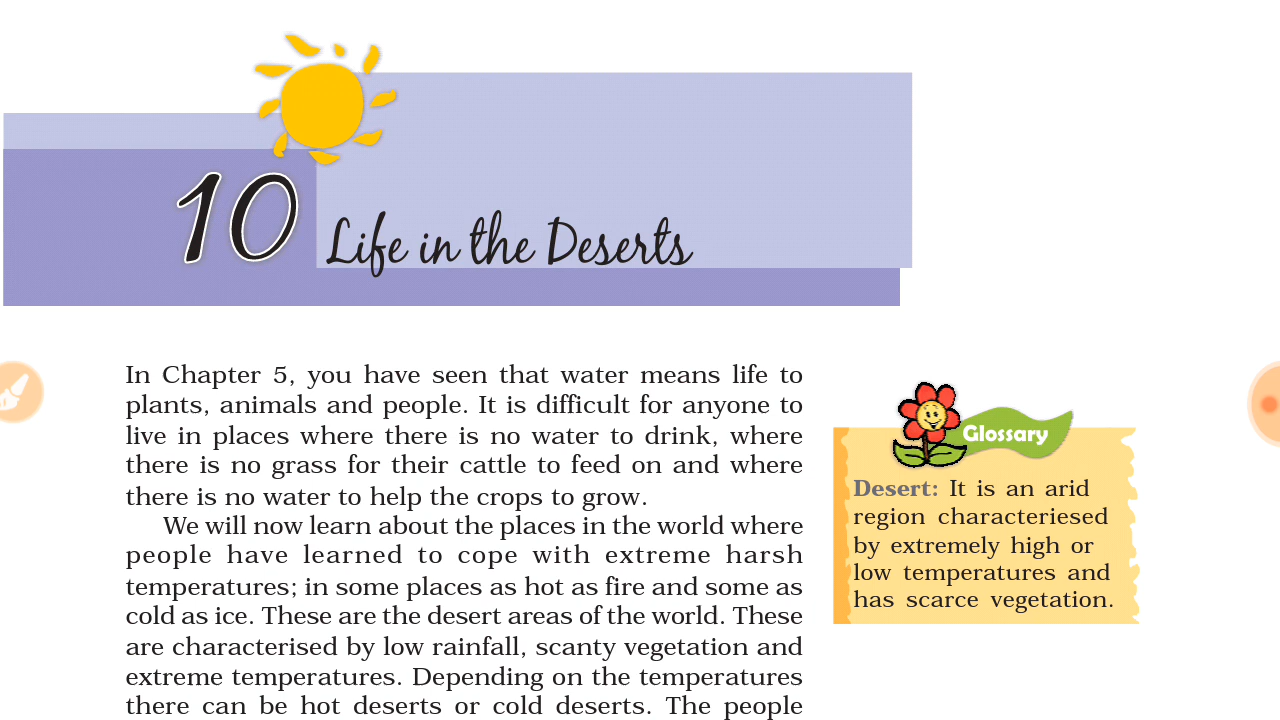 10 Life in the Deserts
In Chapter 5, you have seen that water means life to
plants, animals and people. It is difficult for anyone to
live in places where there is no water to drink, where
there is no grass for their cattle to feed on and where
there is no water to help the crops to grow.
We will now learn about the places in the world where
people have learned to cope with extreme harsh
temperatures; in some places as hot as fire and some as
cold as ice. These are the desert areas of the world. These
are characterised by low rainfall, scanty vegetation and
extreme temperatures. Depending on the temperatures
there can be hot deserts or cold deserts. The people
Glossary
Desert: It is an arid
region characteriesed
by extremely high or
low temperatures and
has scarce vegetation.